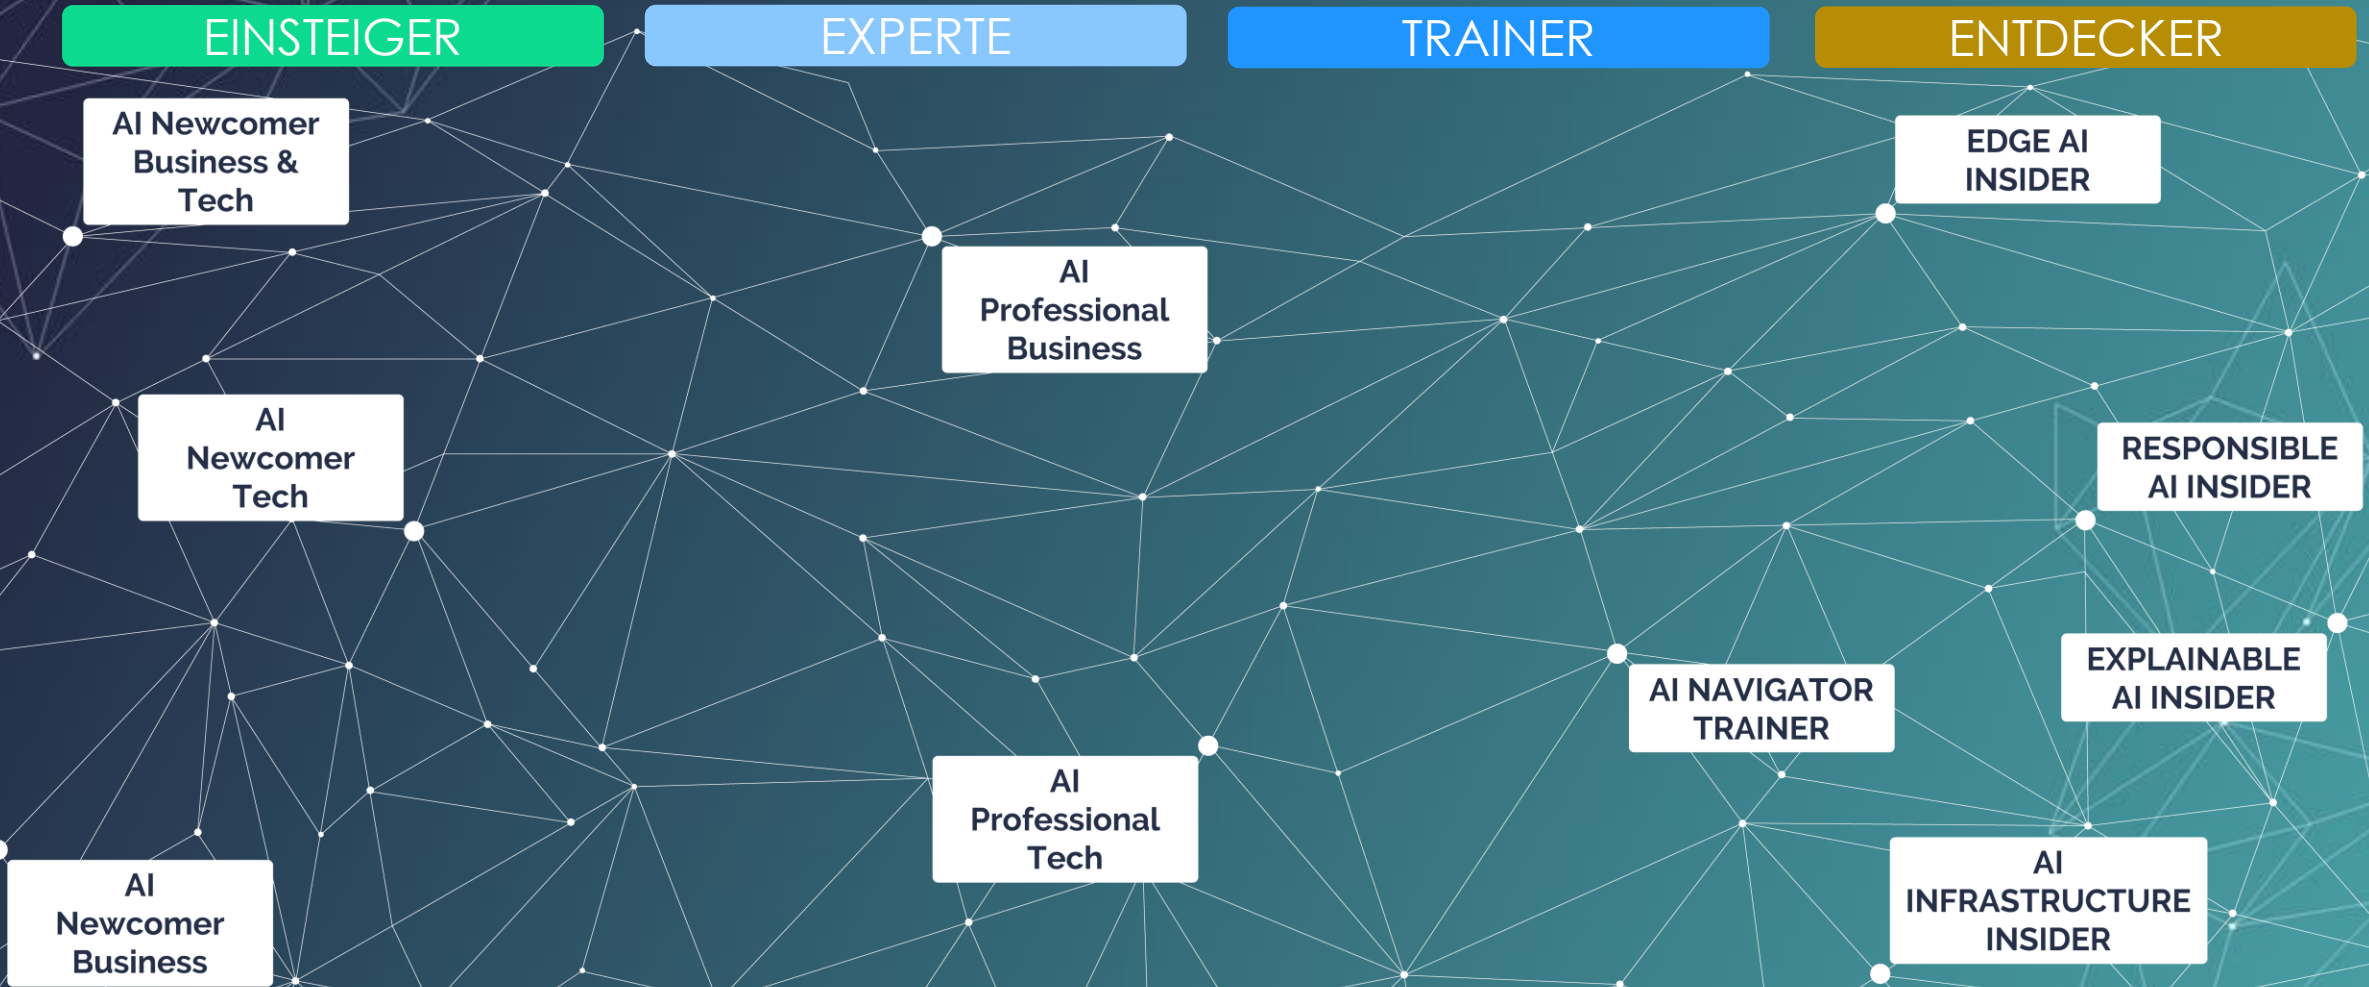 EINSTEIGER
EXPERTE
TRAINER
ENTDECKER
AI Newcomer
Business &
Tech
AI
Newcomer
Tech
AI
Newcomer
Business
AI
Professional
Business
AI
Professional
Tech
AI NAVIGATOR
TRAINER
EDGE AI
INSIDER
RESPONSIBLE
AI INSIDER
EXPLAINABLE
AI INSIDER
AI
INFRASTRUCTURE
INSIDER